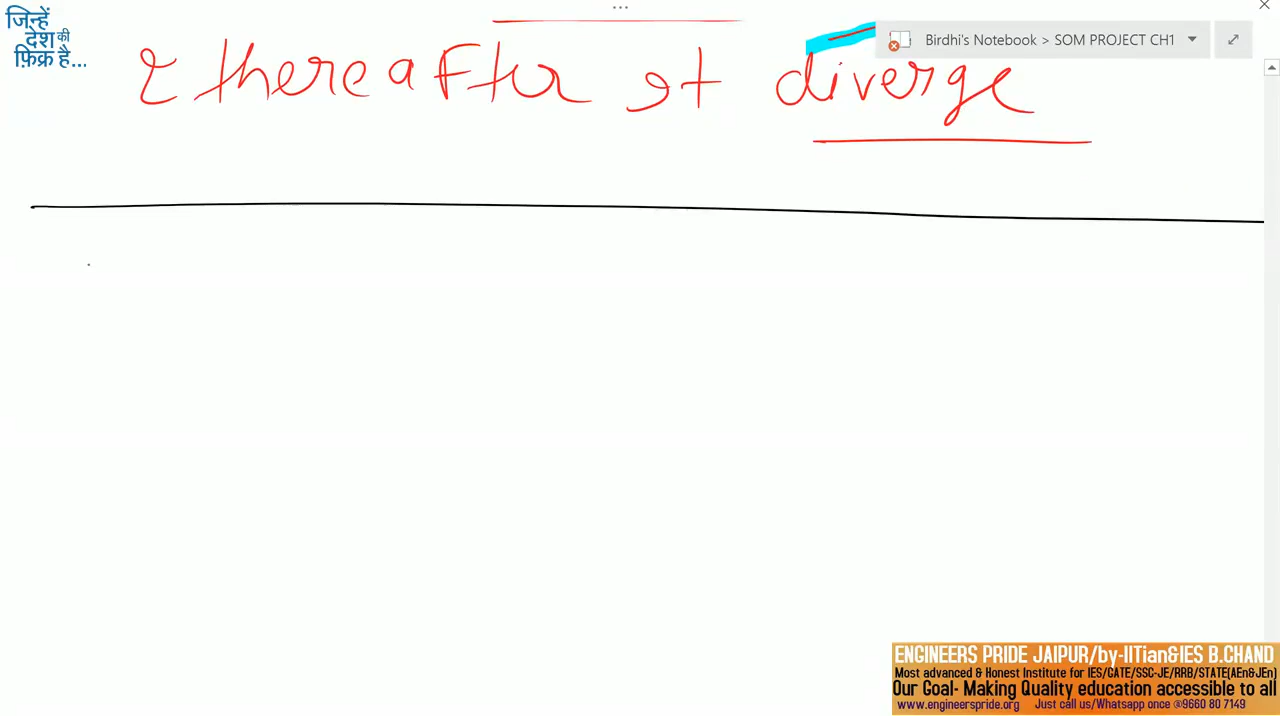 जिन्हें
देश की
फ़िक्र है...
...
Birdhi's Notebook > SOM PROJECT CH1
& thereafter it diverge
ENGINEERS PRIDE JAIPUR/by-IITian&IES B.CHAND
Most advanced & Honest Institute for IES/GATE/SSC-JE/RRB/STATE(AEn&JEn)
Our Goal- Making Quality education accessible to all
www.engineerspride.org Just call us/Whatsapp once @9660 80 7149